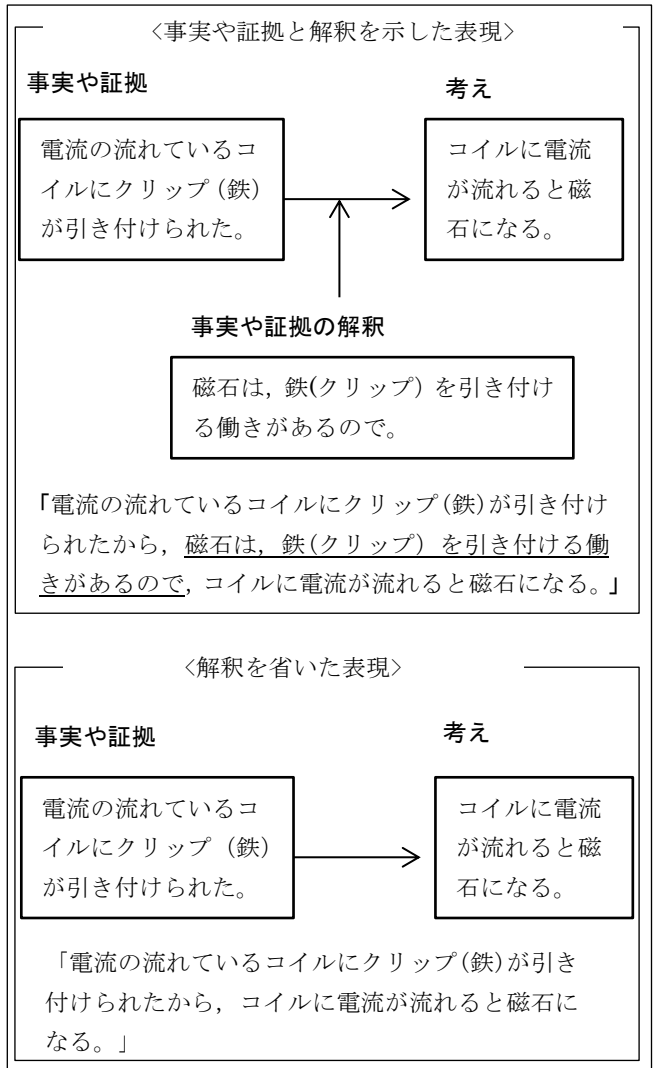 <事実や証拠と解釈を示した表現>
事実や証拠
考え
電流の流れているコ
イルにクリップ(鉄)
が引き付けられた。
コイルに電流
が流れると磁
石になる。
事実や証拠の解釈
磁石は，鉄(クリップ) を引き付け
る働きがあるので。
「電流の流れているコイルにクリップ(鉄)が引き付け
られたから，磁石は，鉄(クリップ) を引き付ける働
きがあるので，コイルに電流が流れると磁石になる。」
<解釈を省いた表現>
事実や証拠
考え
電流の流れているコ
イルにクリップ (鉄)
が引き付けられた。
コイルに電流
が流れると磁
石になる。
「電流の流れているコイルにクリップ(鉄)が引き
付けられたから，コイルに電流が流れると磁石に
なる。」